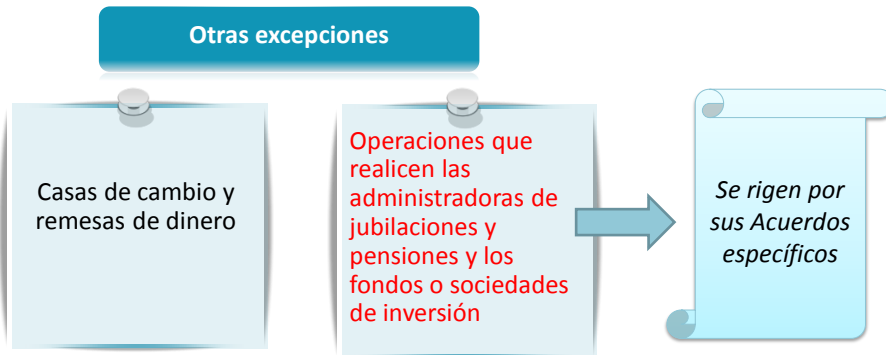 Otras excepciones
Casas de cambio y
remesas de dinero
Operaciones que
realicen las
administradoras de
jubilaciones y
pensiones y los
fondos o sociedades
de inversión
Se rigen por
sus Acuerdos
específicos